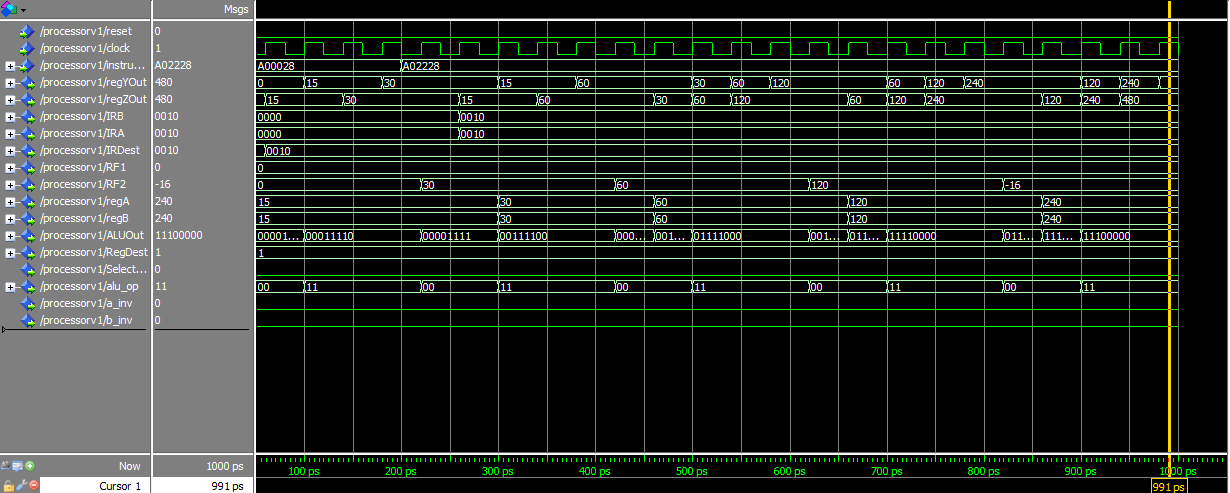 Msgs
/processorv1/reset 0
/processorv1/clock 1
/processorv1/instru... A02228 A00028 A02228
/processorv1/regYOut 480 0 15 30 15 60 30 60 120 60 120 240 120 240
/processorv1/regZOut 480 15 30 15 60 30 60 120 60 120 240 120 240 480
/processorv1/IRB 0010 0000 0010
/processorv1/IRA 0010 0000 0010
/processorv1/IRDest 0010 0010
/processorv1/RF1 0 0
/processorv1/RF2 -16 0 30 60 120 -16
/processorv1/regA 240 15 30 60 120 240
/processorv1/regB 240 15 30 60 120 240
/processorv1/ALUOut 11100000 00001... 00011110 00001111 00111100 000... 001... 01111000 001... 011... 11110000 011... 111... 11100000
/processorv1/RegDest 1 1
/processorv1/Select... 0
/processorv1/alu_op 11 00 11 00 11 00 11 00 11 00 11
/processorv1/a_inv 0
/processorv1/b_inv 0
Now 1000 ps 100 ps 200 ps 300 ps 400 ps 500 ps 600 ps 700 ps 800 ps 900 ps 1000 ps
Cursor 1 991 ps 991 ps